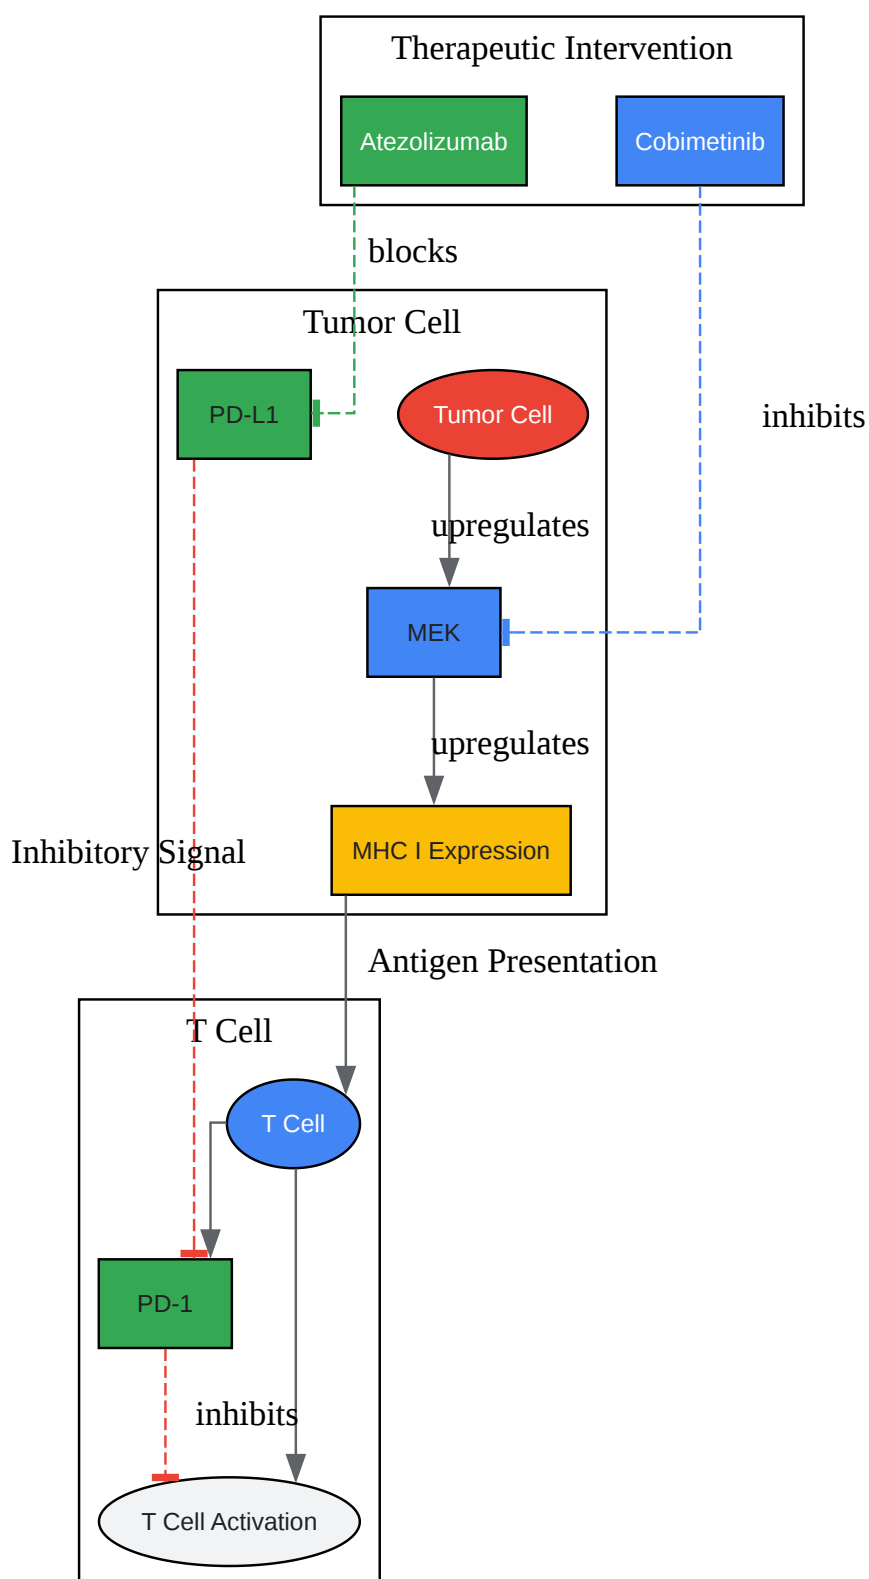 Therapeutic Intervention
Atezolizumab
Cobimetinib
blocks
Tumor Cell
PD-L1
Tumor Cell
inhibits
upregulates
MEK
upregulates
Inhibitory Signal
MHC I Expression
Antigen Presentation
T Cell
T Cell
PD-1
inhibits
T Cell Activation